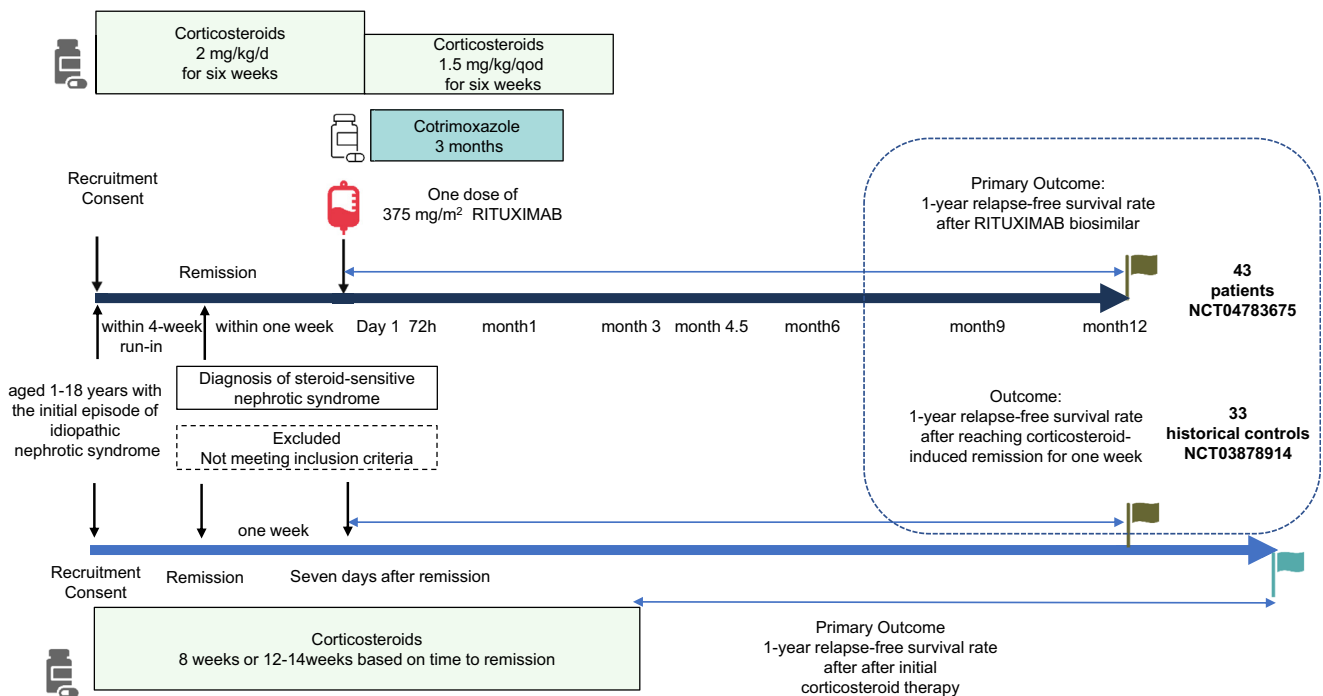 Corticosteroids
2 mg/kg/d
for six weeks
Corticosteroids
1.5 mg/kg/qod
for six weeks
Cotrimoxazole
3 months
Recruitment
Consent
One dose of
375 mg/m² RITUXIMAB
Primary Outcome:
1-year relapse-free survival rate
after RITUXIMAB biosimilar
Remission
43
patients
NCT04783675
within 4-week
run-in
within one week
Day 1 72h
month1
month 3
month 4.5
month6
month9
month12
aged 1-18 years with
the initial episode of
idiopathic
nephrotic syndrome
Diagnosis of steroid-sensitive
nephrotic syndrome
Excluded
Not meeting inclusion criteria
Outcome:
1-year relapse-free survival rate
after reaching corticosteroid-
induced remission for one week
33
historical controls
NCT03878914
one week
Recruitment
Consent
Remission
Seven days after remission
Corticosteroids
8 weeks or 12-14weeks based on time to remission
Primary Outcome
1-year relapse-free survival rate
after after initial
corticosteroid therapy